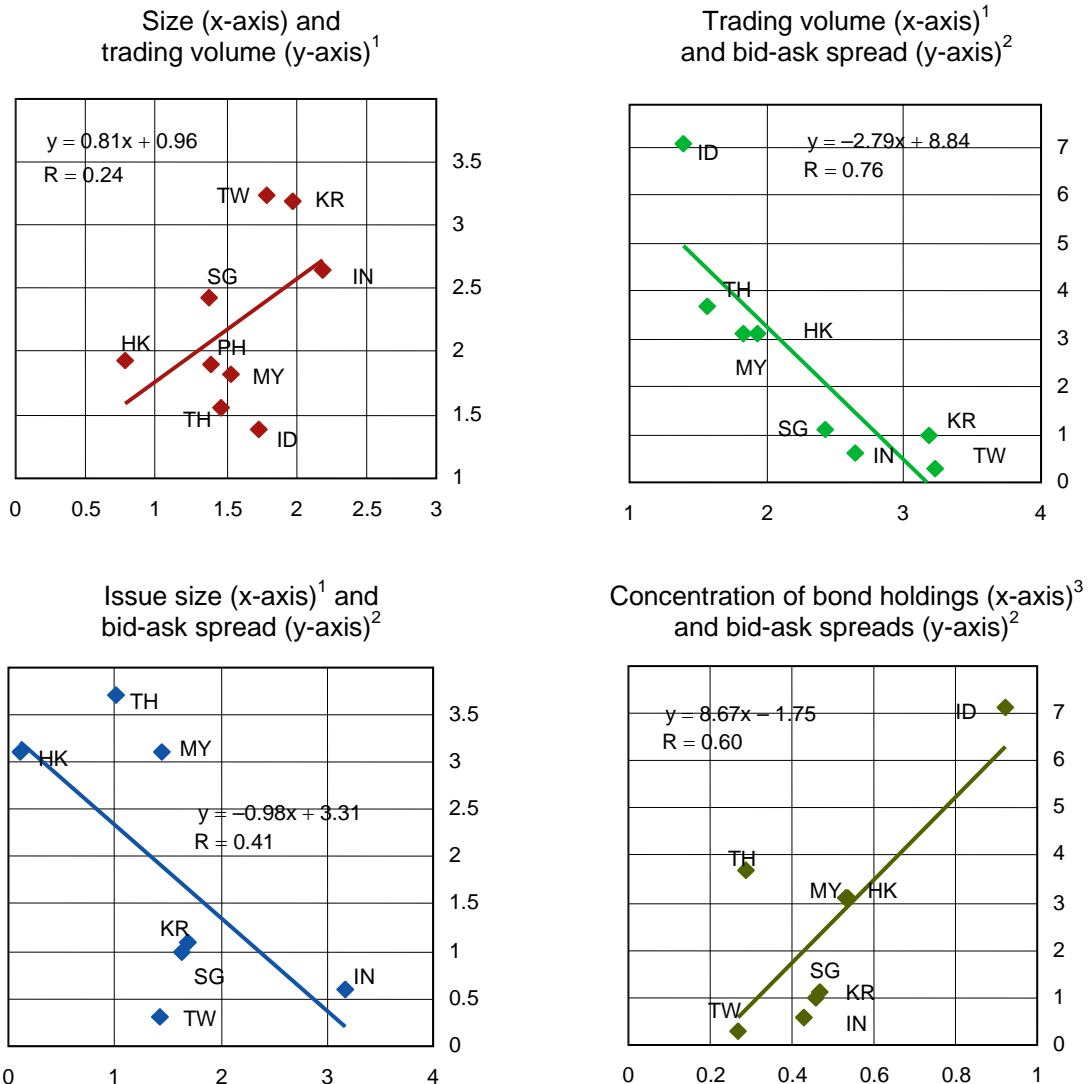 Size (x-axis) and
trading volume (y-axis)1
y = 0.81x + 0.96
R = 0.24
TW
KR
IN
SG
HK
PH
MY
TH
ID
3.5
3
2.5
2
1.5
1
0 0.5 1 1.5 2 2.5 3
Trading volume (x-axis)1
and bid-ask spread (y-axis)2
y = –2.79x + 8.84
R = 0.76
ID
TH
HK
MY
SG
KR
IN
TW
7
6
5
4
3
2
1
0
1 2 3 4
Issue size (x-axis)1 and
bid-ask spread (y-axis)2
TH
MY
HK
y = –0.98x + 3.31
R = 0.41
KR
SG
IN
TW
3.5
3
2.5
2
1.5
1
0.5
0
0 1 2 3 4
Concentration of bond holdings (x-axis)3
and bid-ask spreads (y-axis)2
y = 8.67x – 1.75
R = 0.60
ID
TH
MY HK
SG
KR
TW
IN
7
6
5
4
3
2
1
0
0 0.2 0.4 0.6 0.8 1